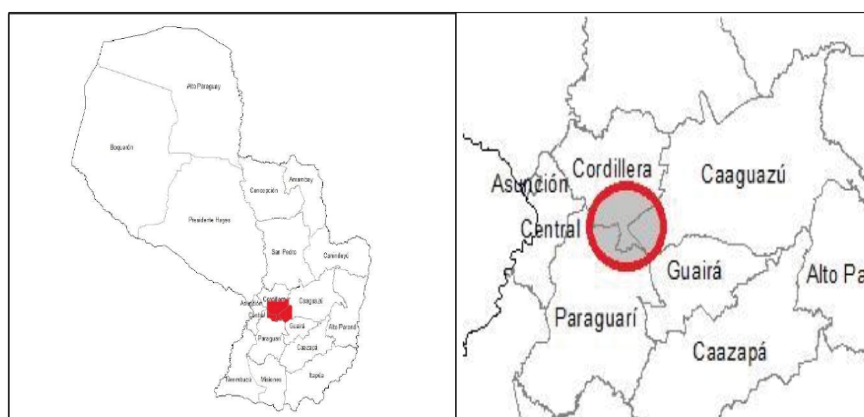 Alto Paraguay
Boquerón
Concepción
Amambay
Presidente Hayes
San Pedro
Canindeyú
Cordillera
Asunción
Caaguazú
Central
Guairá
Alto Paraná
Paraguarí
Caazapá
Itapúa
Ñeembucú
Misiones
Cordillera
Asunción
Caaguazú
Central
Guairá
Alto Pa
Paraguarí
Caazapá